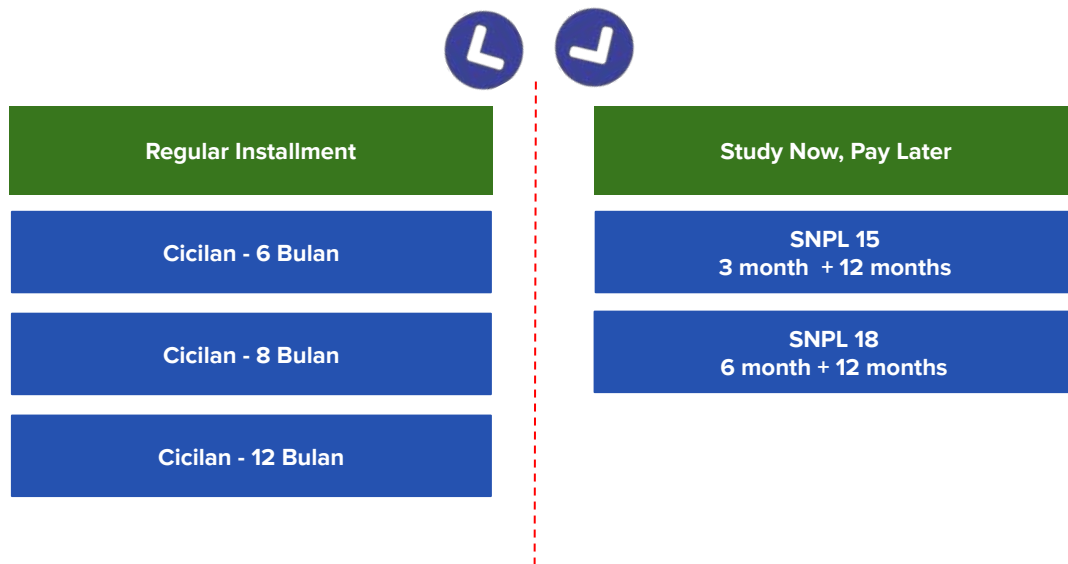 Regular Installment
Cicilan - 6 Bulan
Cicilan - 8 Bulan
Cicilan - 12 Bulan
Study Now, Pay Later
SNPL 15
3 month + 12 months
SNPL 18
6 month + 12 months